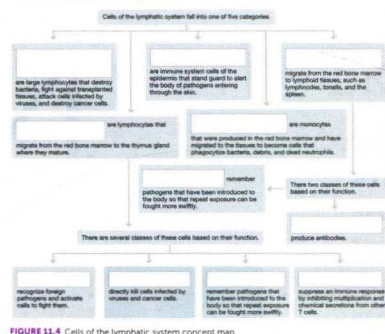 Cells of the lymphatic system fall into one of five categories.
are large lymphocytes that destroy
bacteria, fight against transplanted
tissues, attack cells infected by
viruses, and destroy cancer cells.
are immune system cells of the
epidermis that stand guard to alert
the body of pathogens entering
through the skin.
migrate from the red bone marrow
to lymphoid tissues, such as
lymphnodes, tonsils, and the
spleen.
are lymphocytes that
migrate from the red bone marrow to the thymus gland
where they mature.
are monocytes
that were produced in the red bone marrow and have
migrated to the tissues to become cells that
phagocytize bacteria, debris, and dead neutrophils.
remember
pathogens that have been introduced to
the body so that repeat exposure can be
fought more swiftly.
There two classes of these cells
based on their function.
produce antibodies.
There are several classes of these cells based on their function.
recognize foreign
pathogens and activate
cells to fight them.
directly kill cells infected by
viruses and cancer cells.
remember pathogens that
have been introduced to the
body so that repeat exposure
can be fought more swiftly.
suppress an immune response
by inhibiting multiplication and
chemical secretions from other
T cells.
FIGURE 11.4 Cells of the lymphatic system concept map.